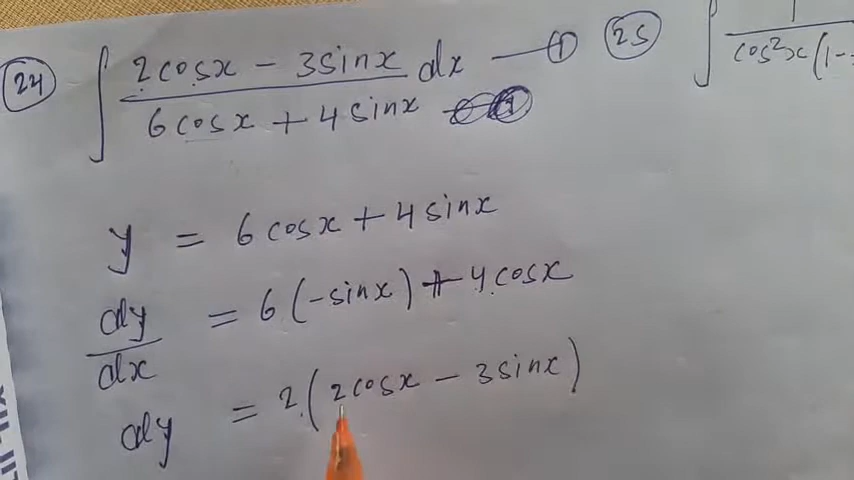 24 ∫ (2cosx − 3sinx)/(6cosx + 4sinx) dx — 1
25 ∫ 1/(cos²x(1-
y = 6cosx + 4sinx
dy/dx = 6(-sinx) + 4cosx
dy = 2(2cosx − 3sinx)